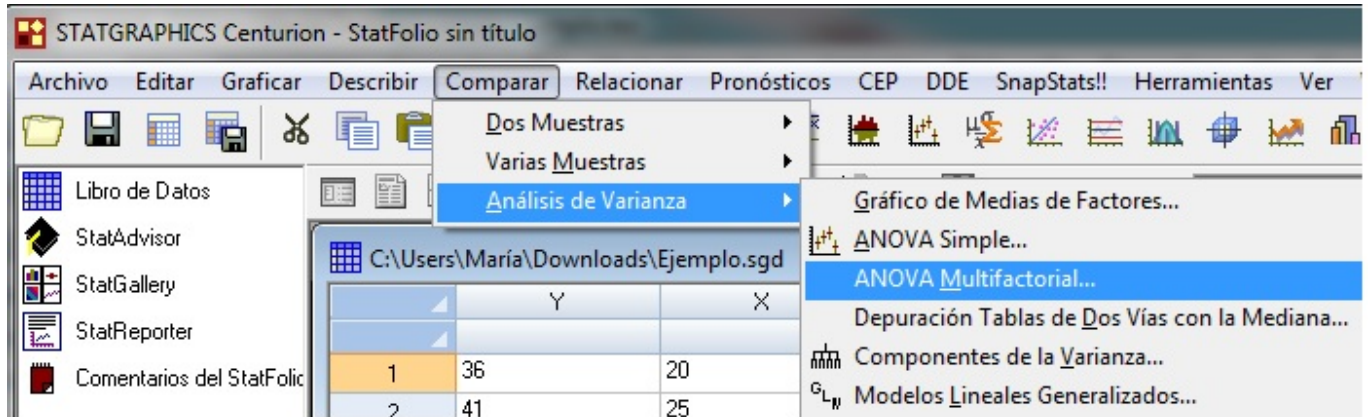 STATGRAPHICS Centurion - StatFolio sin título
Archivo Editar Graficar Describir Comparar Relacionar Pronósticos CEP DDE SnapStats!! Herramientas Ver
Dos Muestras
Varias Muestras
Análisis de Varianza
Gráfico de Medias de Factores...
ANOVA Simple...
ANOVA Multifactorial...
Depuración Tablas de Dos Vías con la Mediana...
Componentes de la Varianza...
Modelos Lineales Generalizados...
Libro de Datos
StatAdvisor
StatGallery
StatReporter
Comentarios del StatFolio
C:\Users\María\Downloads\Ejemplo.sgd
Y X
1 36 20
2 41 25